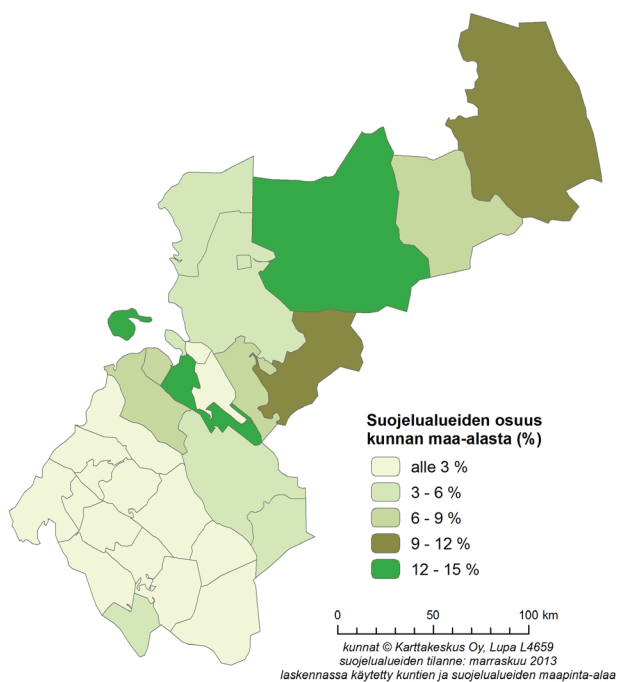 Suojelualueiden osuus
kunnan maa-alasta (%)
alle 3 %
3 - 6 %
6 - 9 %
9 - 12 %
12 - 15 %
0 50 100 km
kunnat © Karttakeskus Oy, Lupa L4659
suojelualueiden tilanne: marraskuu 2013
laskennassa käytetty kuntien ja suojelualueiden maapinta-alaa